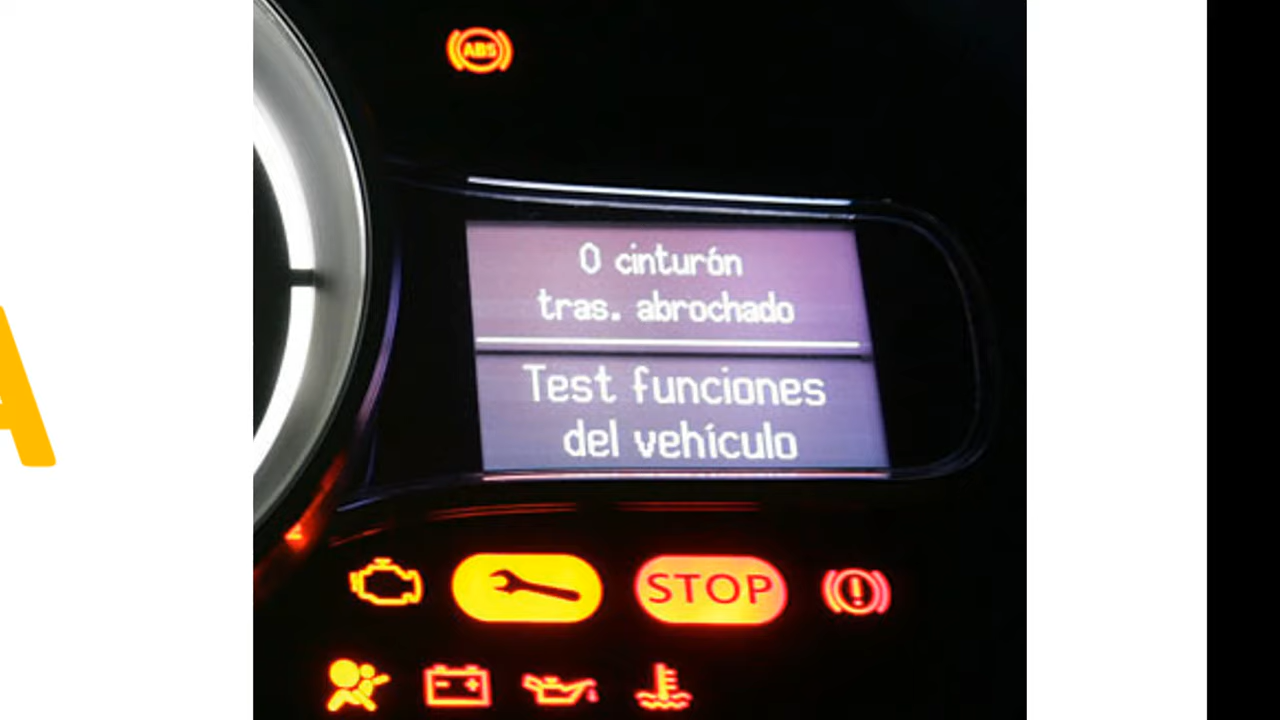 A
ABS
0 cinturón
tras. abrochado
Test funciones
del vehículo
STOP